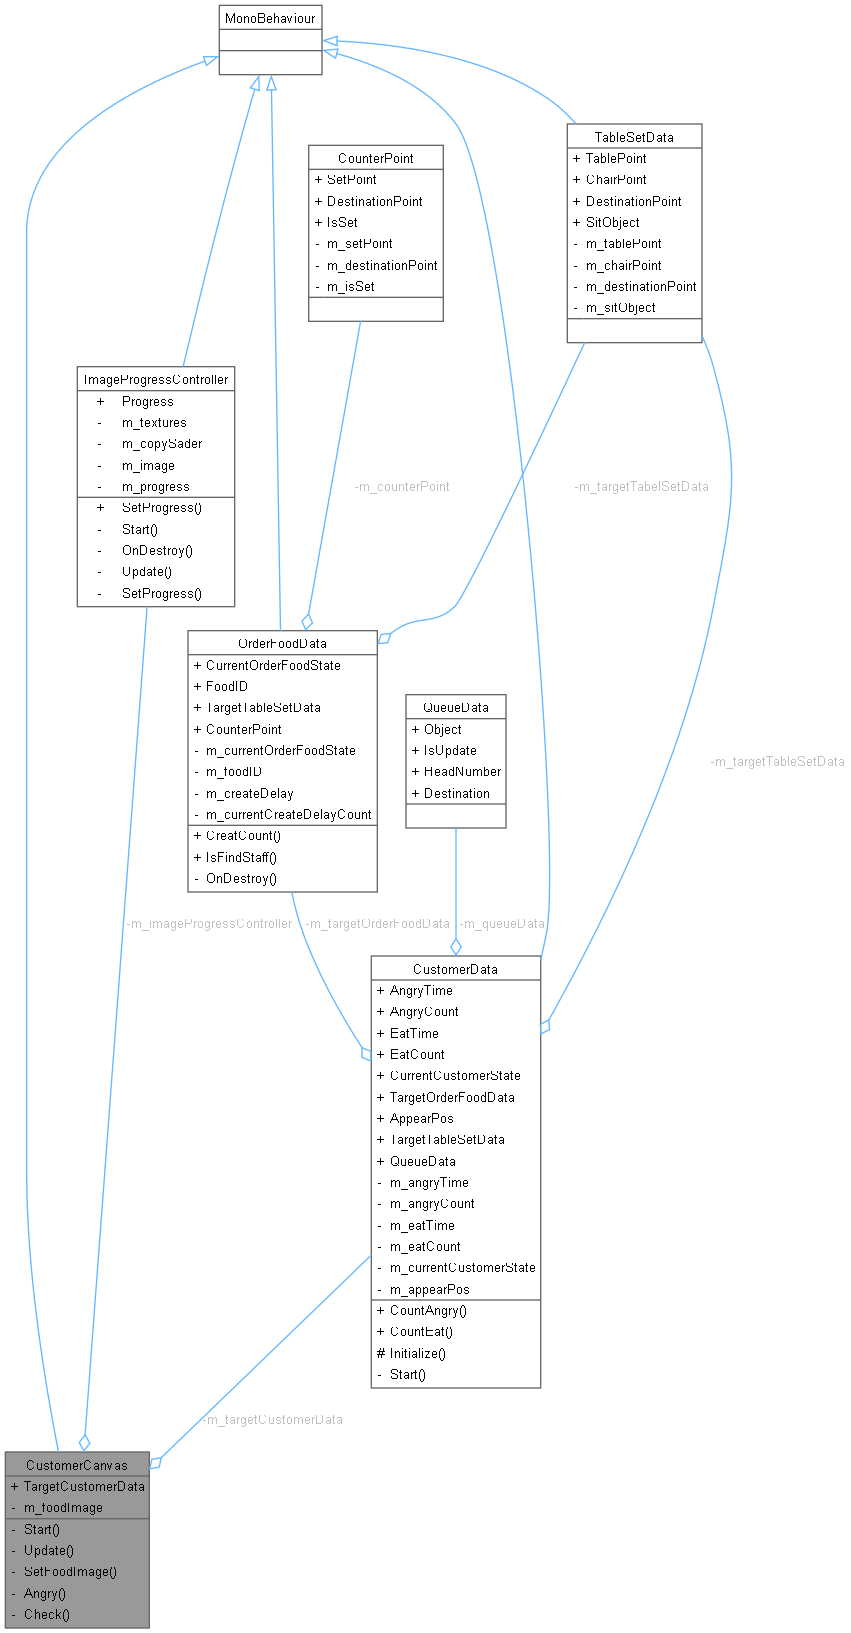 MonoBehaviour
TableSetData
+ TablePoint
+ ChairPoint
+ DestinationPoint
+ SitObject
- m_tablePoint
- m_chairPoint
- m_destinationPoint
- m_sitObject
CounterPoint
+ SetPoint
+ DestinationPoint
+ IsSet
- m_setPoint
- m_destinationPoint
- m_isSet
ImageProgressController
+ Progress
- m_textures
- m_copySader
- m_image
- m_progress
+ SetProgress()
- Start()
- OnDestroy()
- Update()
- SetProgress()
-m_counterPoint
-m_targetTabelSetData
OrderFoodData
+ CurrentOrderFoodState
+ FoodID
+ TargetTableSetData
+ CounterPoint
- m_currentOrderFoodState
- m_foodID
- m_createDelay
- m_currentCreateDelayCount
+ CreatCount()
+ IsFindStaff()
- OnDestroy()
QueueData
+ Object
+ IsUpdate
+ HeadNumber
+ Destination
-m_targetTableSetData
-m_imageProgressController
-m_targetOrderFoodData
-m_queueData
CustomerData
+ AngryTime
+ AngryCount
+ EatTime
+ EatCount
+ CurrentCustomerState
+ TargetOrderFoodData
+ AppearPos
+ TargetTableSetData
+ QueueData
- m_angryTime
- m_angryCount
- m_eatTime
- m_eatCount
- m_currentCustomerState
- m_appearPos
+ CountAngry()
+ CountEat()
# Initialize()
- Start()
-m_targetCustomerData
CustomerCanvas
+ TargetCustomerData
- m_foodImage
- Start()
- Update()
- SetFoodImage()
- Angry()
- Check()